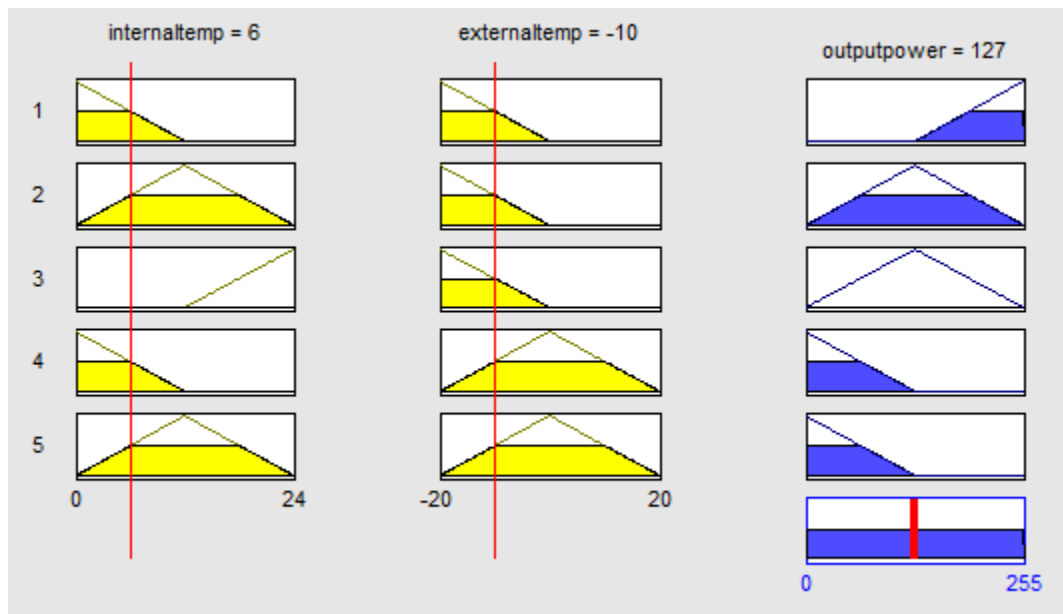 internaltemp = 6
externaltemp = -10
outputpower = 127
1
2
3
4
5
0 24
-20 20
0 255